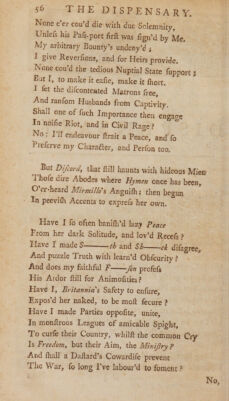 56 THE DISPENSARY.
None e'er cou'd die with due Solemnity,
Unless his Pass-port first was sign'd by Me.
My arbitrary Bounty's undeny'd ;
I give Reversions, and for Heirs provide.
None cou'd the tedious Nuptial State support ;
But I, to make it easie, make it short.
I set the discontented Matrons free,
And ransom Husbands from Captivity.
Shall one of such Importance then engage
In noisie Riot, and in Civil Rage?
No: I'll endeavour strait a Peace, and so
Preserve my Character, and Person too.
But Discord, that still haunts with hideous Mien
Those dire Abodes where Hymen once has been,
O'er-heard Mirmillo's Anguish; then begun
In peevish Accents to express her own.
Have I so often banish'd lazy Peace
From her dark Solitude, and lov'd Recess ?
Have I made S——th and Sh——ck disagree,
And puzzle Truth with learn'd Obscurity ?
And does my faithful F——son profess
His Ardor still for Animosities ?
Have I, Britannia's Safety to ensure,
Expos'd her naked, to be most secure ?
Have I made Parties opposite, unite,
In monstrous Leagues of amicable Spight,
To curse their Country, whilst the common Cry
Is Freedom, but their Aim, the Ministry ?
And shall a Dastard's Cowardise prevent
The War, so long I've labour'd to foment ?
No,